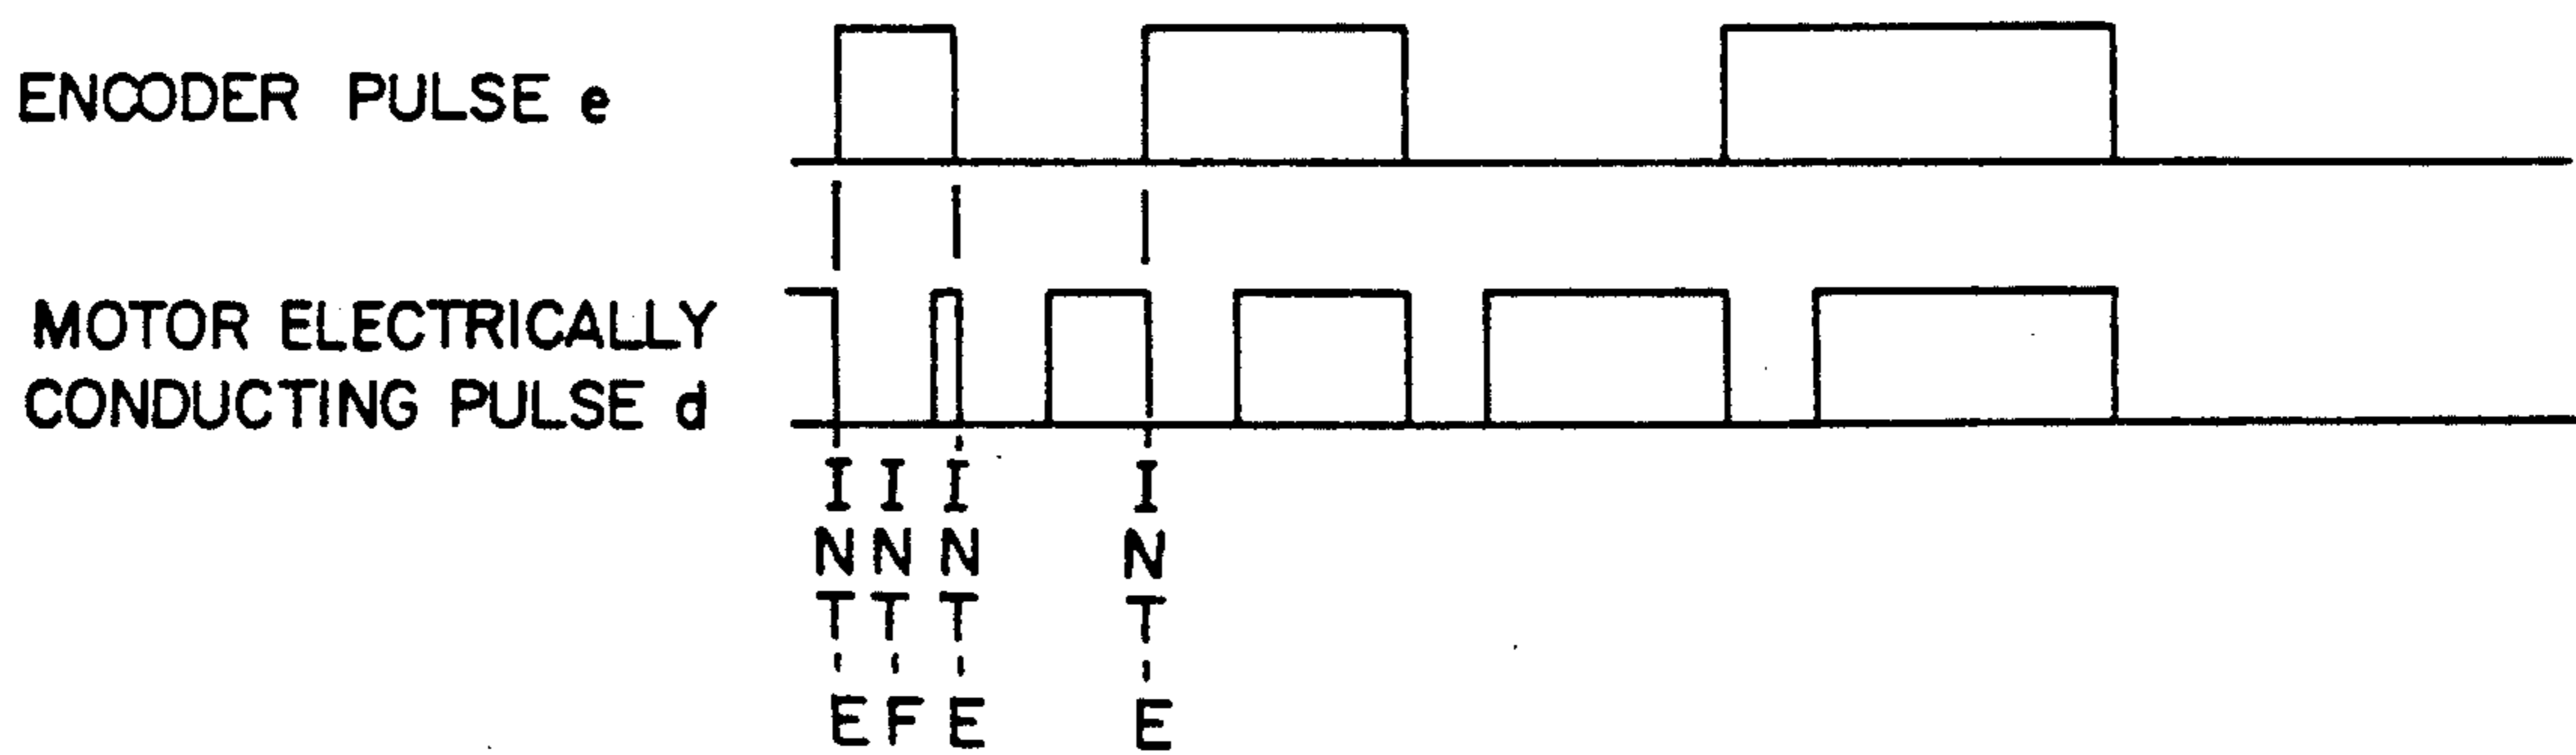 ENCODER PULSE e
MOTOR ELECTRICALLY
CONDUCTING PULSE d
INT-E
INT-F
INT-E
INT-E